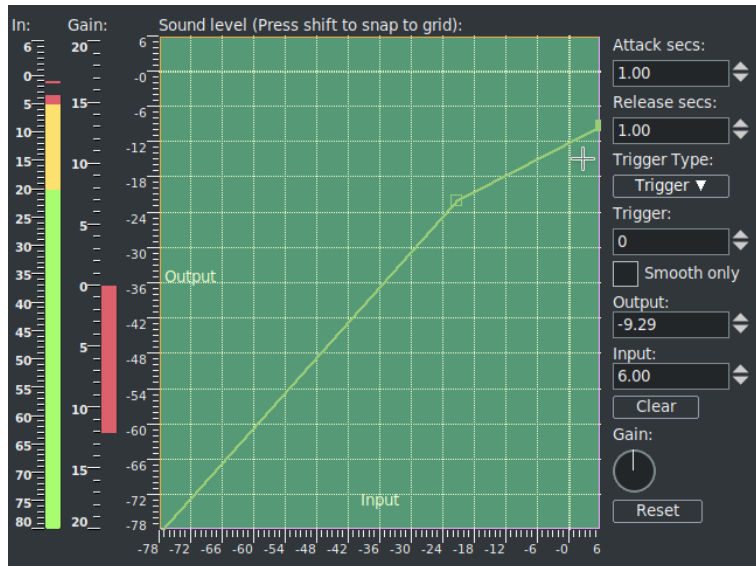 In:
Gain:
Sound level (Press shift to snap to grid):
6
0
5
10
15
20
25
30
35
40
45
50
55
60
65
70
75
80
20
15
10
5
0
5
10
15
20
6
-0
-6
-12
-18
-24
-30
-36
-42
-48
-54
-60
-66
-72
-78
Output
Input
-78 -72 -66 -60 -54 -48 -42 -36 -30 -24 -18 -12 -6 -0 6
Attack secs:
1.00
Release secs:
1.00
Trigger Type:
Trigger ▼
Trigger:
0
Smooth only
Output:
-9.29
Input:
6.00
Clear
Gain:
Reset